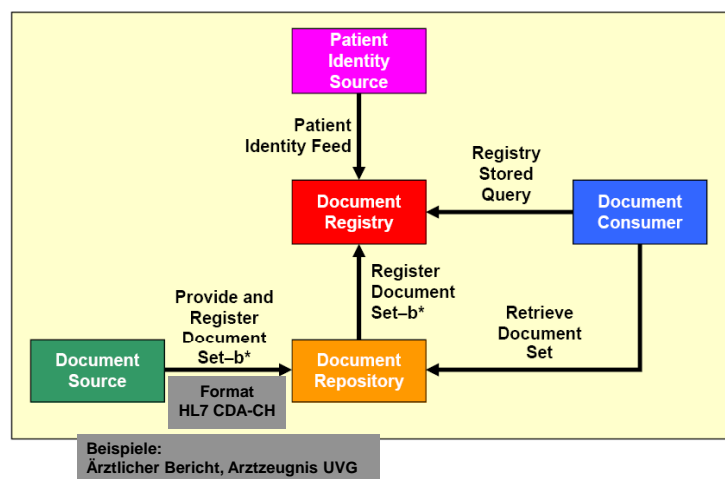 Patient
Identity
Source
Patient
Identity Feed
Registry
Stored
Query
Document
Registry
Document
Consumer
Register
Document
Set–b*
Provide and
Register
Document
Set–b*
Retrieve
Document
Set
Document
Source
Document
Repository
Format
HL7 CDA-CH
Beispiele:
Ärztlicher Bericht, Arztzeugnis UVG